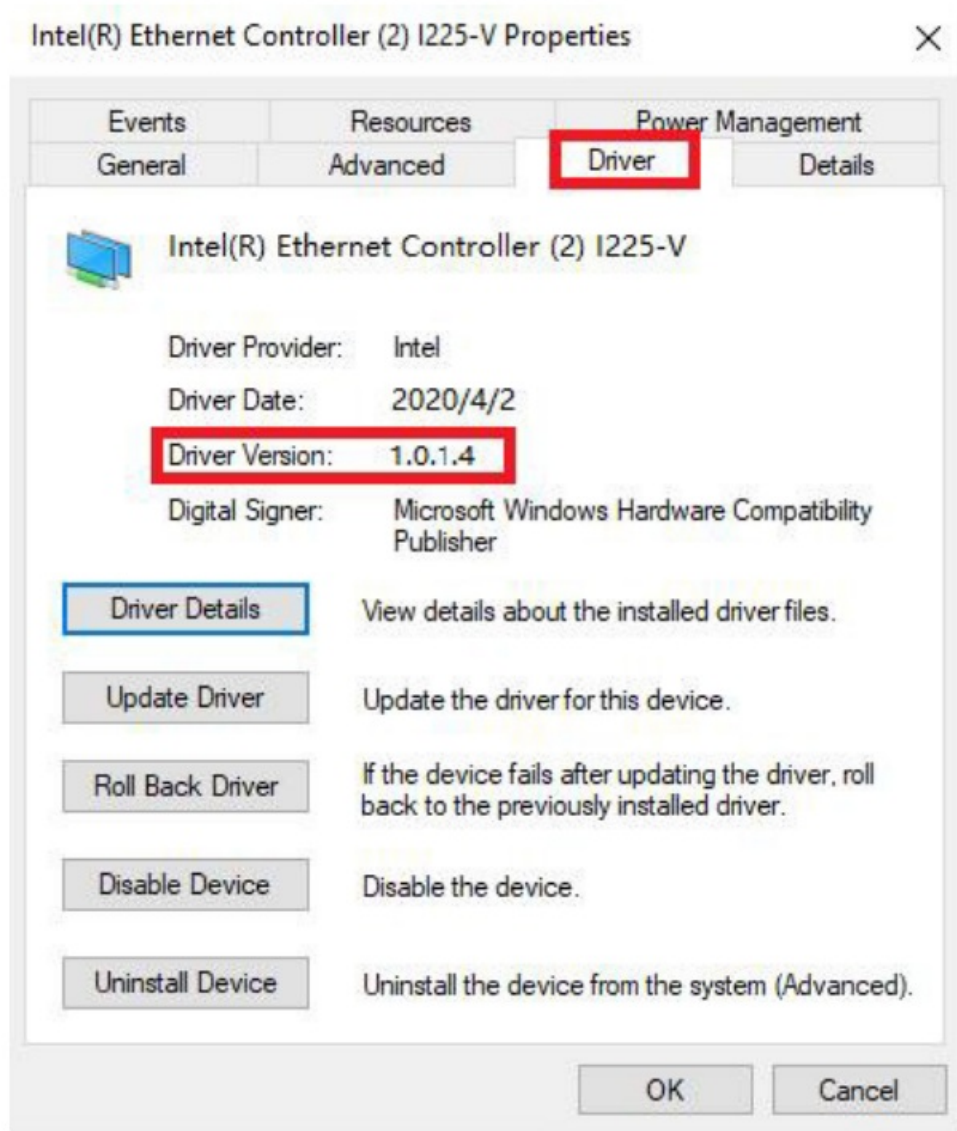 Intel(R) Ethernet Controller (2) I225-V Properties
Events Resources Power Management
General Advanced Driver Details
Intel(R) Ethernet Controller (2) I225-V
Driver Provider: Intel
Driver Date: 2020/4/2
Driver Version: 1.0.1.4
Digital Signer: Microsoft Windows Hardware Compatibility
Publisher
Driver Details View details about the installed driver files.
Update Driver Update the driver for this device.
Roll Back Driver If the device fails after updating the driver, roll
back to the previously installed driver.
Disable Device Disable the device.
Uninstall Device Uninstall the device from the system (Advanced).
OK Cancel